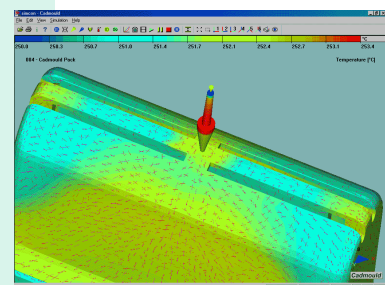 simcon - Cadmould
File Edit View Simulation Help
°C
250.0 250.3 250.7 251.0 251.4 251.7 252.1 252.4 252.7 253.1 253.4
004 - Cadmould Pack
Temperature [°C]
Cadmould